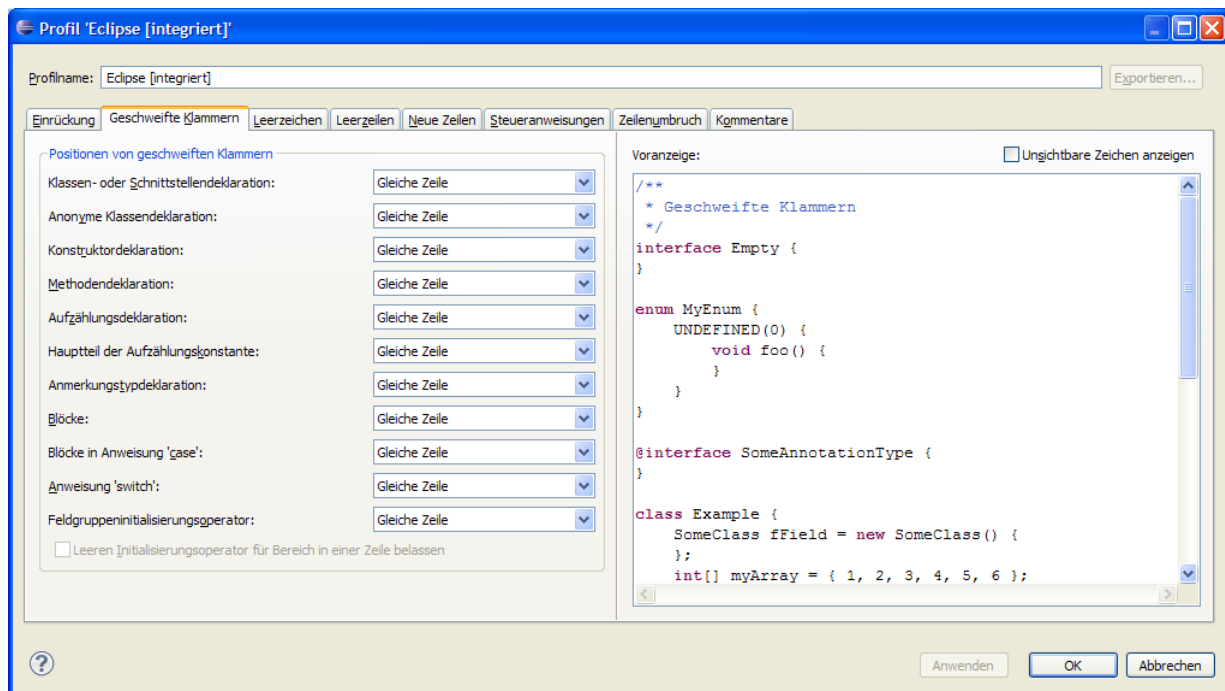 Profil 'Eclipse [integriert]'
Profilname: Eclipse [integriert] Exportieren...
Einrückung Geschweifte Klammern Leerzeichen Leerzeilen Neue Zeilen Steueranweisungen Zeilenumbruch Kommentare
Positionen von geschweiften Klammern
Klassen- oder Schnittstellendeklaration: Gleiche Zeile
Anonyme Klassendeklaration: Gleiche Zeile
Konstruktordeklaration: Gleiche Zeile
Methodendeklaration: Gleiche Zeile
Aufzählungsdeklaration: Gleiche Zeile
Hauptteil der Aufzählungskonstante: Gleiche Zeile
Anmerkungstypdeklaration: Gleiche Zeile
Blöcke: Gleiche Zeile
Blöcke in Anweisung 'case': Gleiche Zeile
Anweisung 'switch': Gleiche Zeile
Feldgruppeninitialisierungsoperator: Gleiche Zeile
Leeren Initialisierungsoperator für Bereich in einer Zeile belassen
Voranzeige: Unsichtbare Zeichen anzeigen
/**
 * Geschweifte Klammern
 */
interface Empty {
}
enum MyEnum {
    UNDEFINED(0) {
        void foo() {
        }
    }
}
@interface SomeAnnotationType {
}
class Example {
    SomeClass fField = new SomeClass() {
    };
    int[] myArray = { 1, 2, 3, 4, 5, 6 };
? Anwenden OK Abbrechen